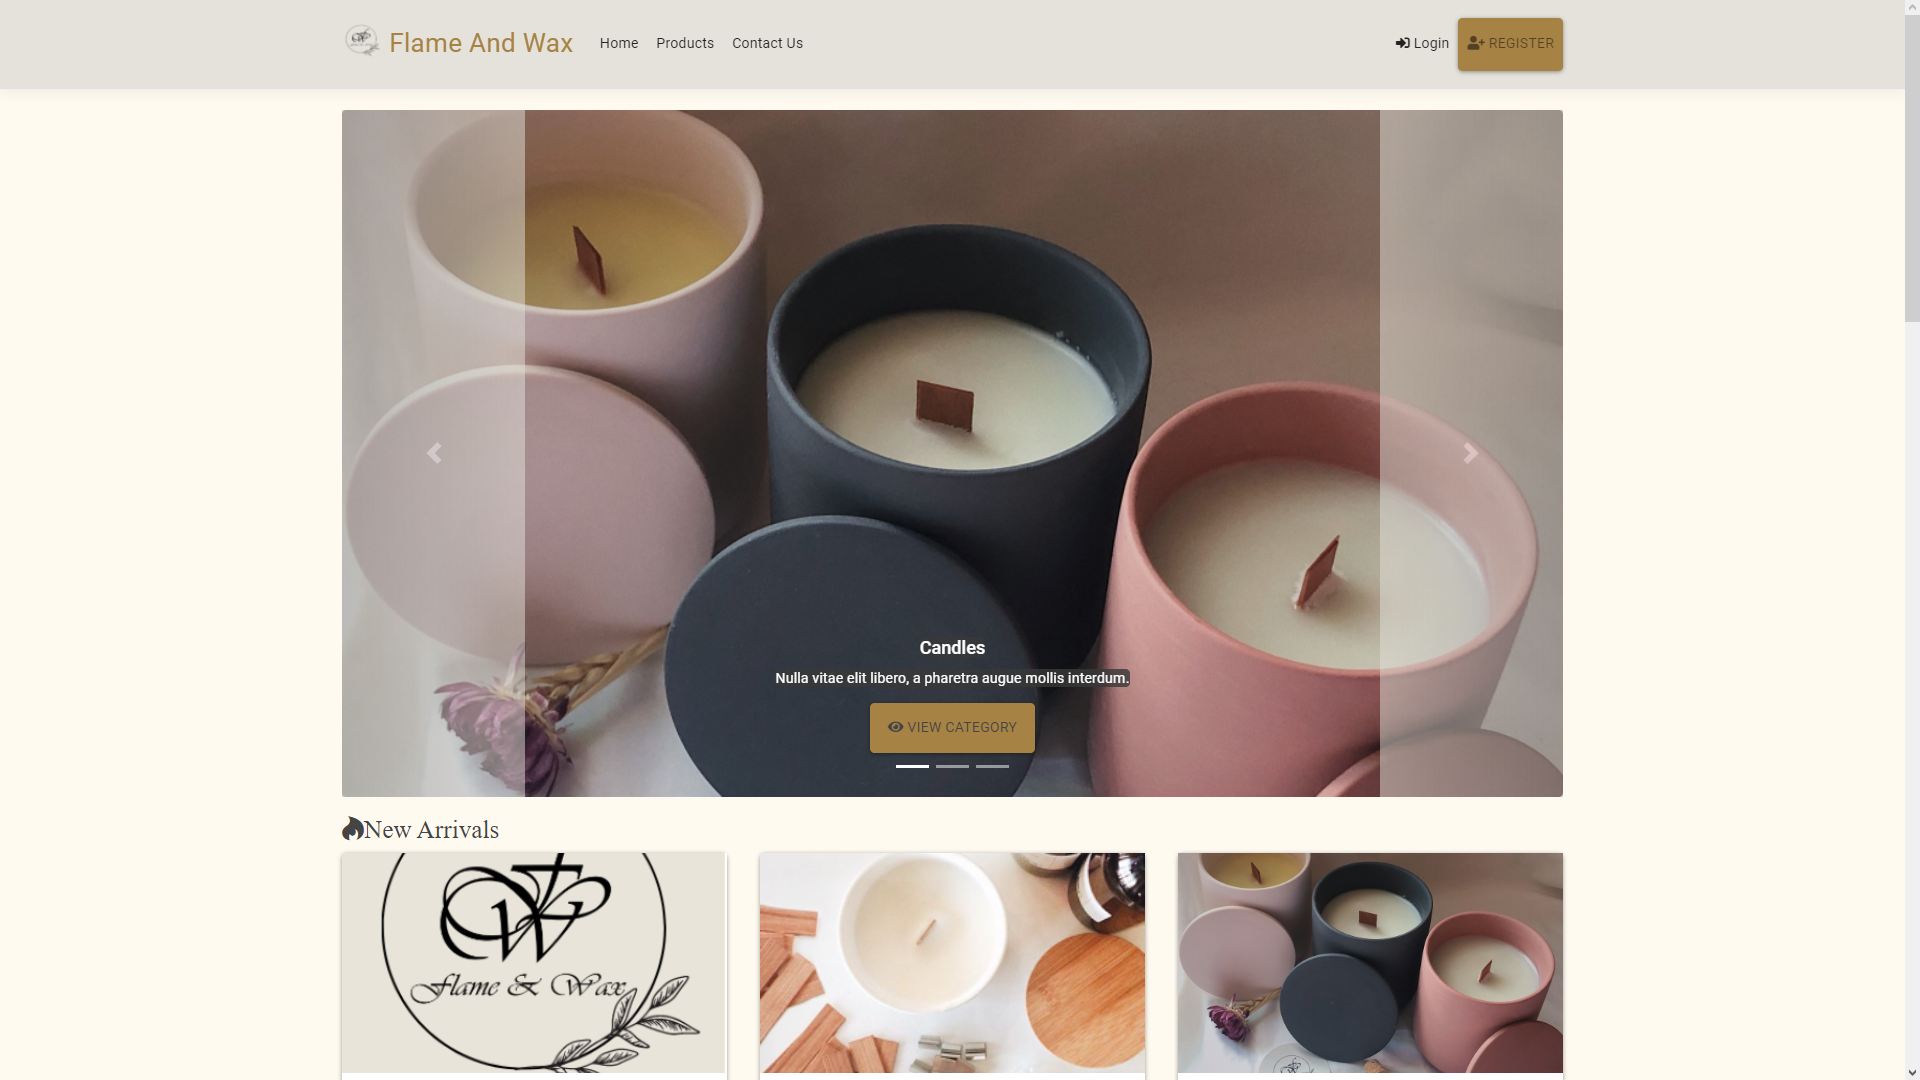 Flame And Wax
Home
Products
Contact Us
Login
REGISTER
Candles
Nulla vitae elit libero, a pharetra augue mollis interdum.
VIEW CATEGORY
New Arrivals
Flame & Wax